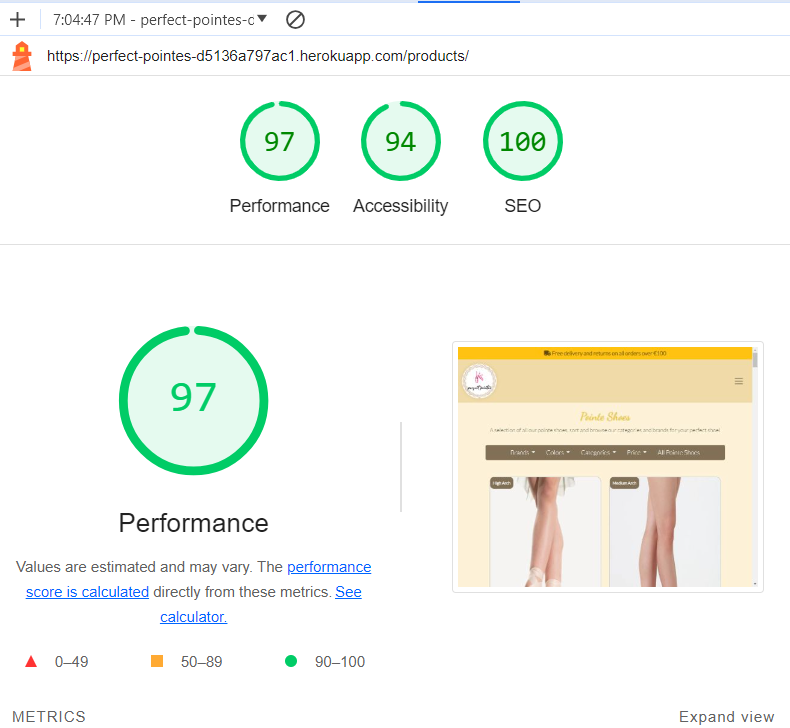 7:04:47 PM - perfect-pointes-c
https://perfect-pointes-d5136a797ac1.herokuapp.com/products/
97
94
100
Performance
Accessibility
SEO
97
Performance
Values are estimated and may vary. The performance
score is calculated directly from these metrics. See
calculator.
0–49
50–89
90–100
METRICS
Expand view
Free delivery and returns on all orders over £100
perfect pointes
Pointe Shoes
A selection of all our pointe shoes, sort and browse our categories and brands for your perfect shoe!
Brands
Colors
Categories
Price
All Pointe Shoes
High Arch
Medium Arch